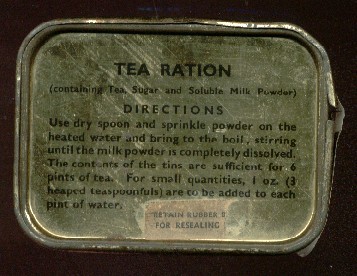 TEA RATION
(containing Tea, Sugar and Soluble Milk Powder)
DIRECTIONS
Use dry spoon and sprinkle powder on the
heated water and bring to the boil, stirring
until the milk powder is completely dissolved.
The contents of the tins are sufficient for 6
pints of tea. For small quantities, 1 oz. (3
heaped teaspoonfuls) are to be added to each
pint of water.
RETAIN RUBBER
FOR RESEALING